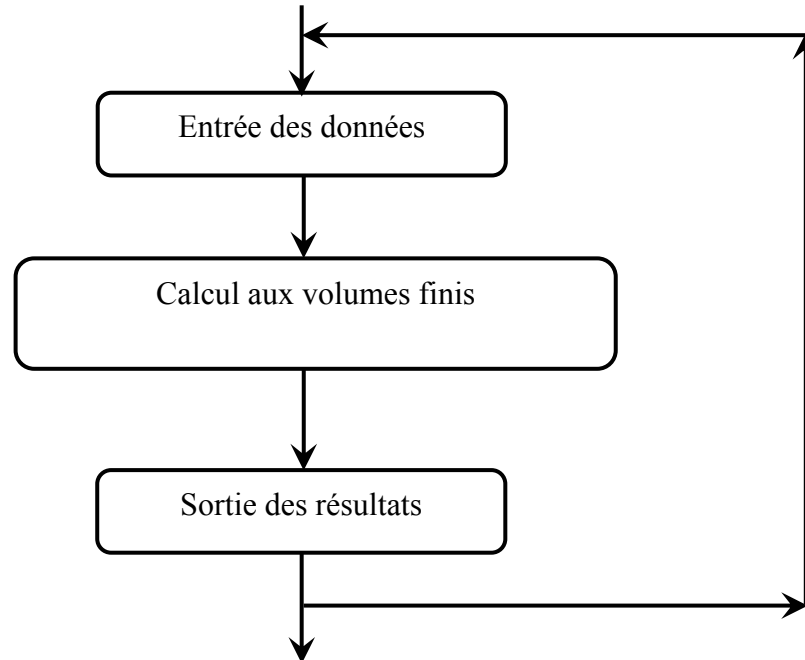 Entrée des données
Calcul aux volumes finis
Sortie des résultats